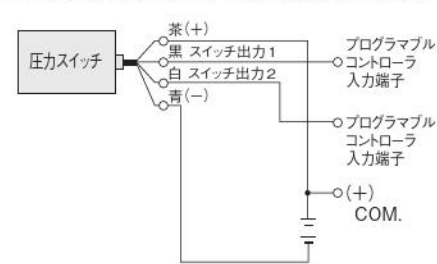 圧力スイッチ
茶(+)
黒 スイッチ出力1
白 スイッチ出力2
青(−)
プログラマブル
コントローラ
入力端子
プログラマブル
コントローラ
入力端子
(+)
COM.